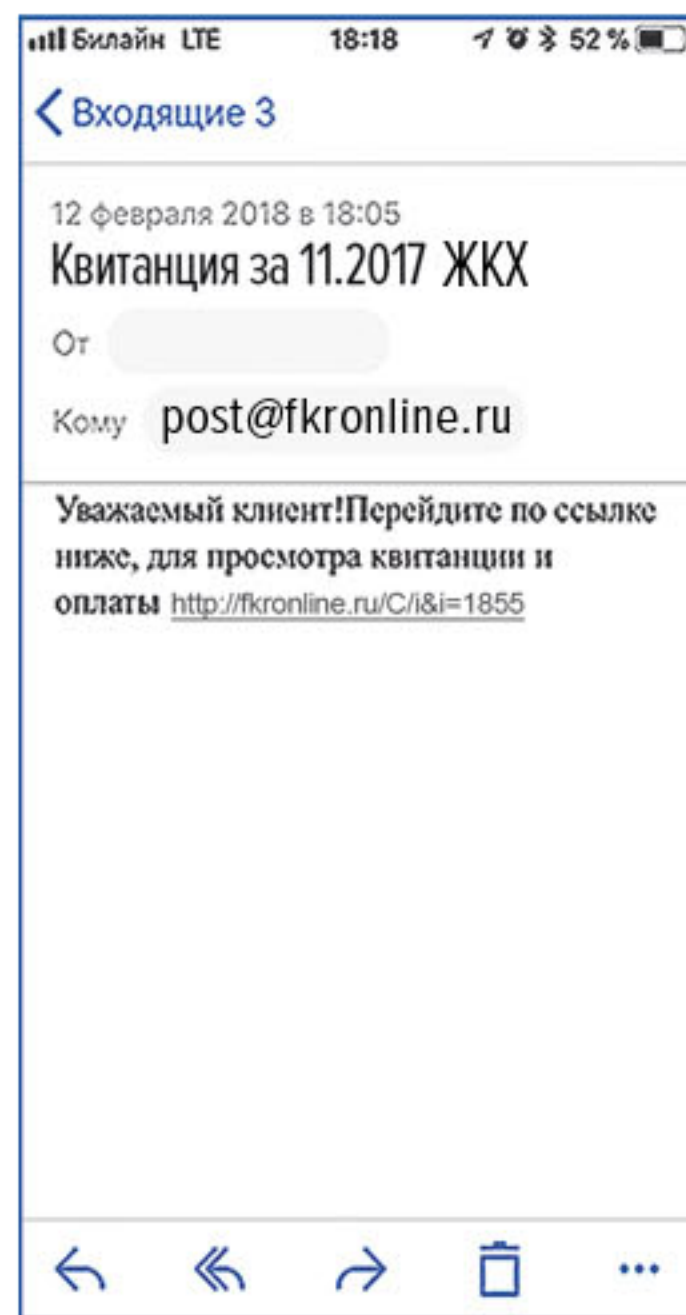 Билайн LTE 18:18 52 %
Входящие 3
12 февраля 2018 в 18:05
Квитанция за 11.2017 ЖКХ
От
Кому post@fkronline.ru
Уважаемый клиент!Перейдите по ссылке
ниже, для просмотра квитанции и
оплаты http://fkronline.ru/C/i&i=1855